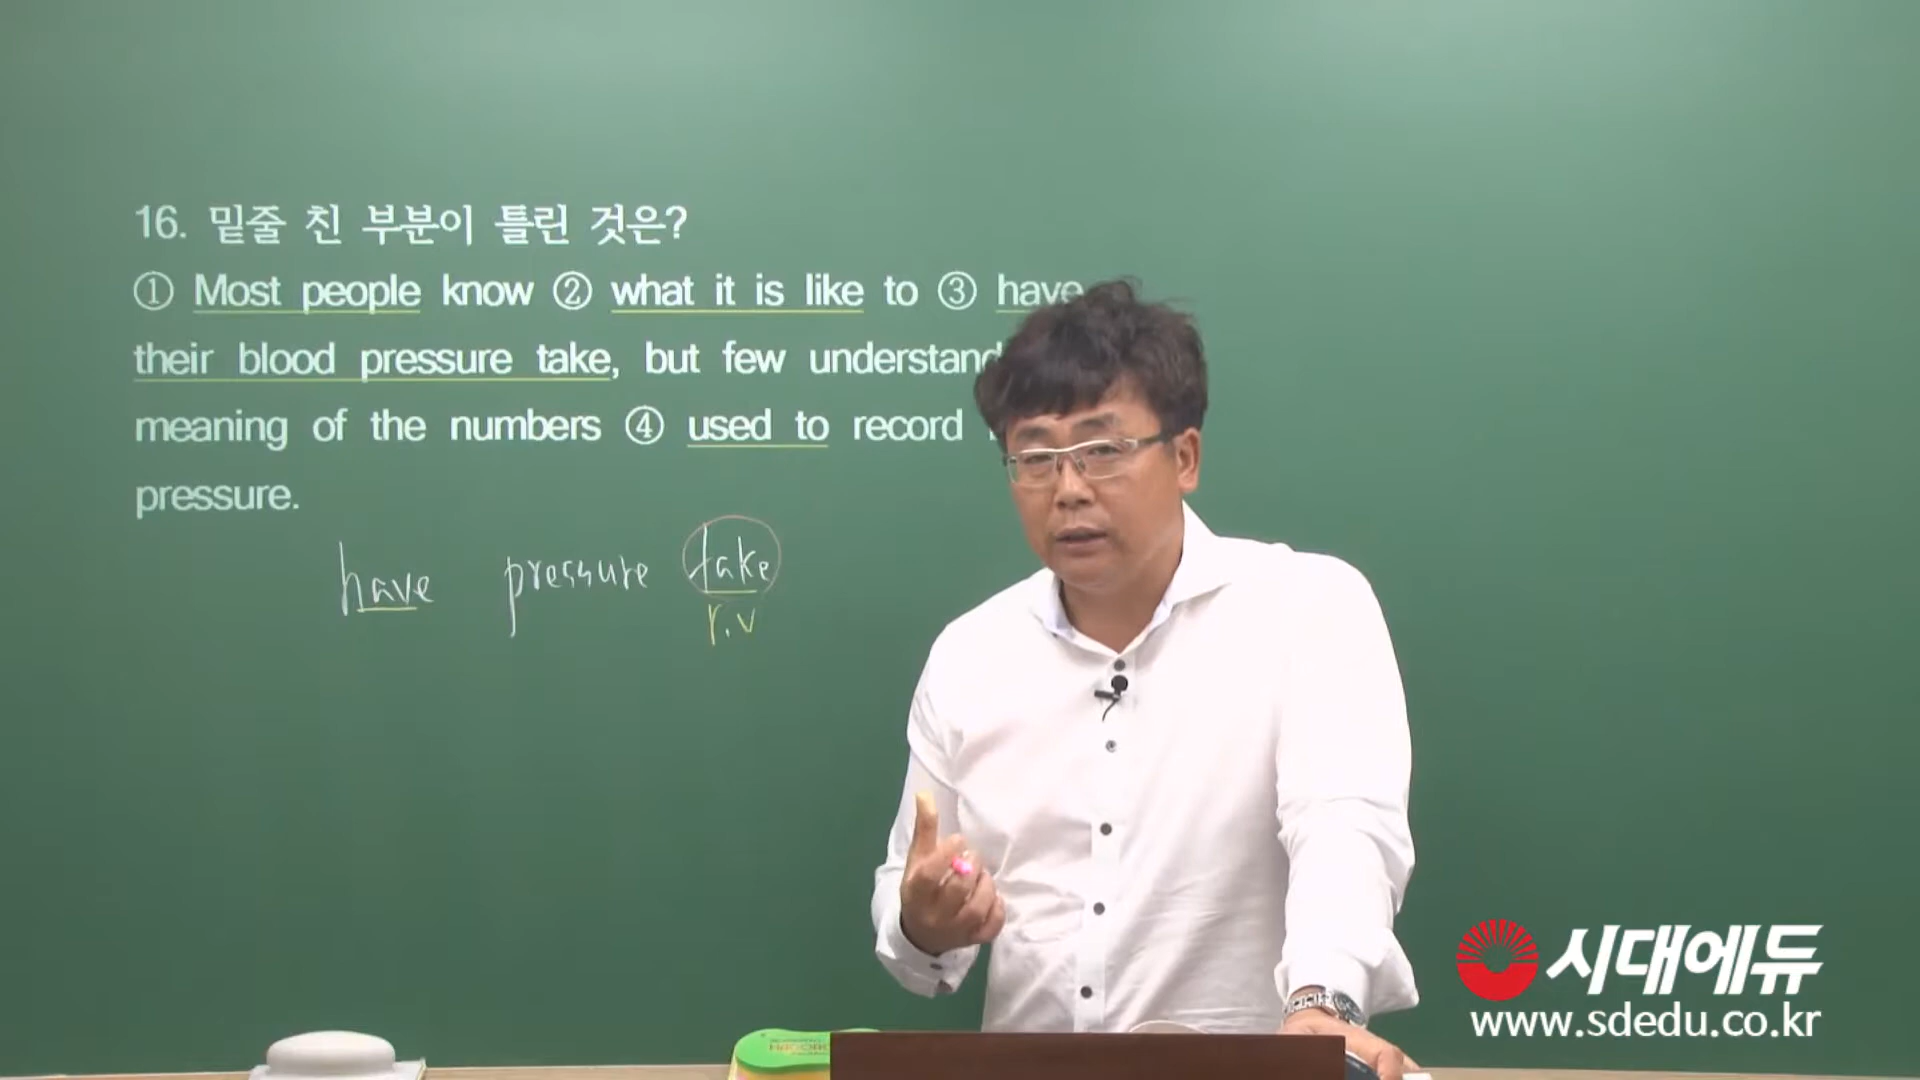 16. 밑줄 친 부분이 틀린 것은?
① Most people know ② what it is like to ③ have
their blood pressure take, but few understand
meaning of the numbers ④ used to record
pressure.
have pressure take
r.v
시대에듀
www.sdedu.co.kr